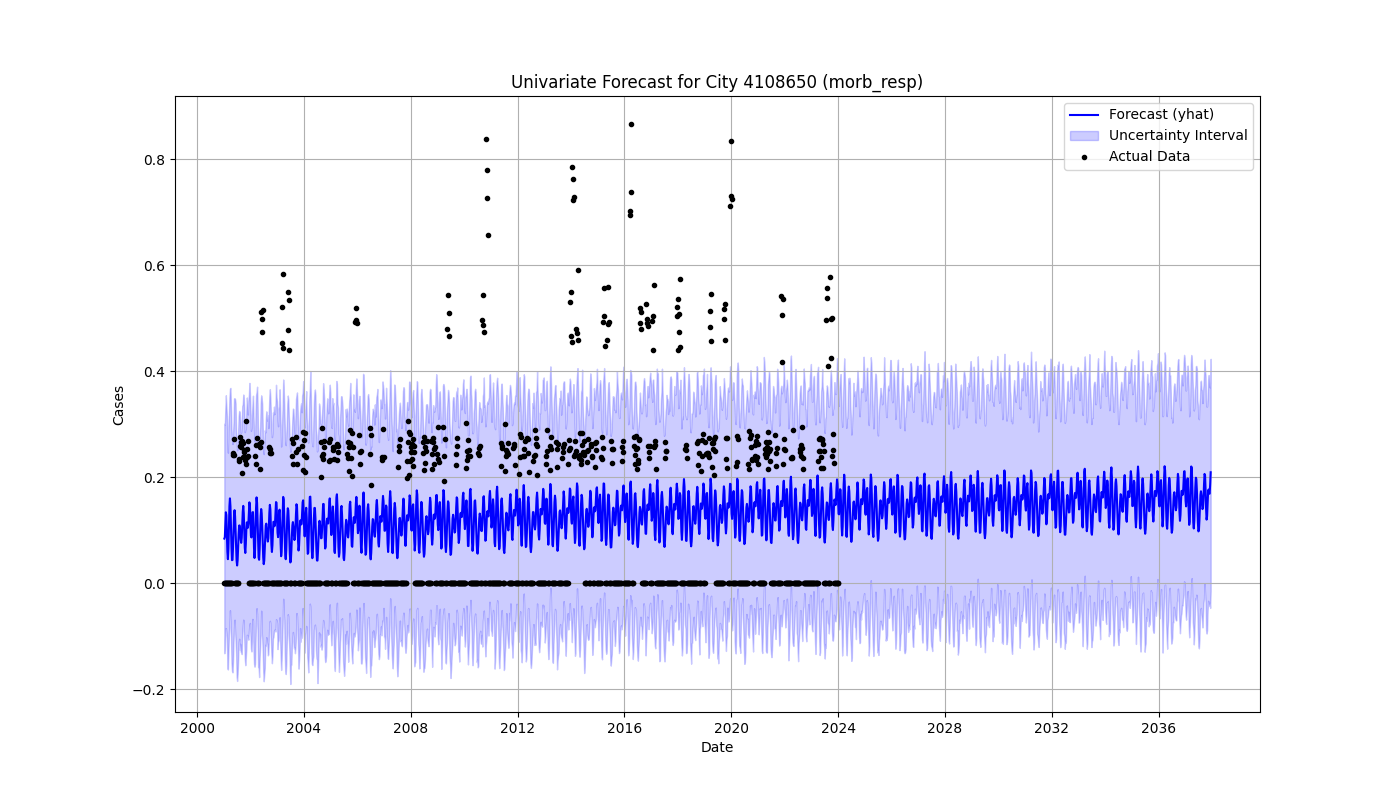 Univariate Forecast for City 4108650 (morb_resp)
Forecast (yhat)
Uncertainty Interval
Actual Data
Cases
0.8
0.6
0.4
0.2
0.0
−0.2
2000 2004 2008 2012 2016 2020 2024 2028 2032 2036
Date